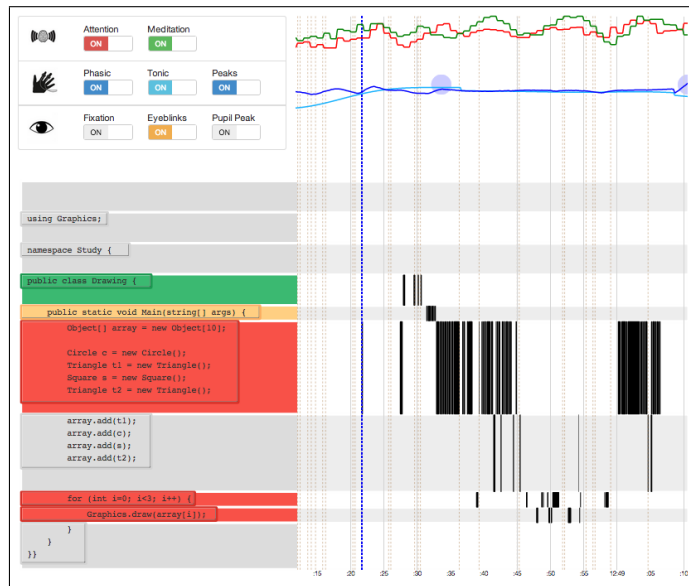 Attention Meditation
ON ON
Phasic Tonic Peaks
ON ON ON
Fixation Eyeblinks Pupil Peak
ON ON ON
using Graphics;
namespace Study {
public class Drawing {
public static void Main(string[] args) {
Object[] array = new Object[10];
Circle c = new Circle();
Triangle t1 = new Triangle();
Square s = new Square();
Triangle t2 = new Triangle();
array.add(t1);
array.add(c);
array.add(s);
array.add(t2);
for (int i=0; i<3; i++) {
Graphics.draw(array[i]);
}
}
}}
:15 :20 :25 :30 :35 :40 :45 :50 :55 12:49 :05 :10